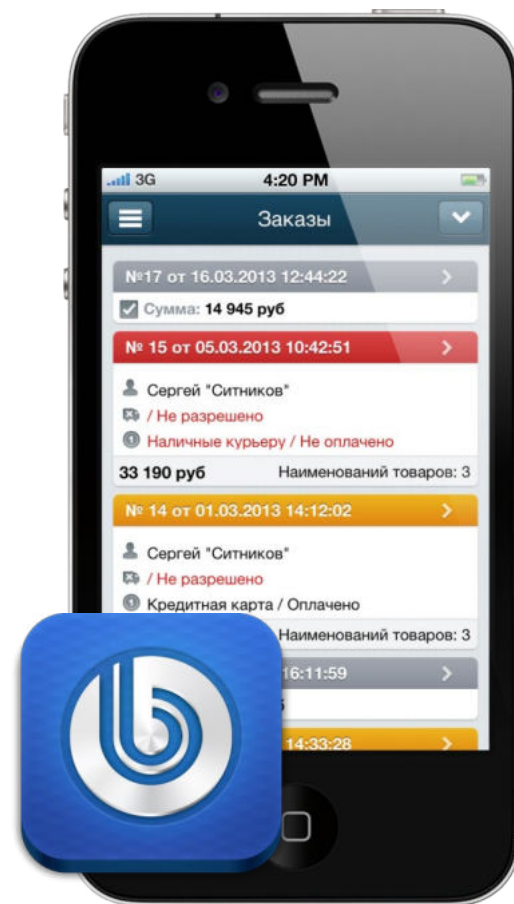 3G 4:20 PM
Заказы
№17 от 16.03.2013 12:44:22
Сумма: 14 945 руб
№ 15 от 05.03.2013 10:42:51
Сергей "Ситников"
/ Не разрешено
Наличные курьеру / Не оплачено
33 190 руб Наименований товаров: 3
№ 14 от 01.03.2013 14:12:02
Сергей "Ситников"
/ Не разрешено
Кредитная карта / Оплачено
Наименований товаров: 3
16:11:59
14:33:28
b